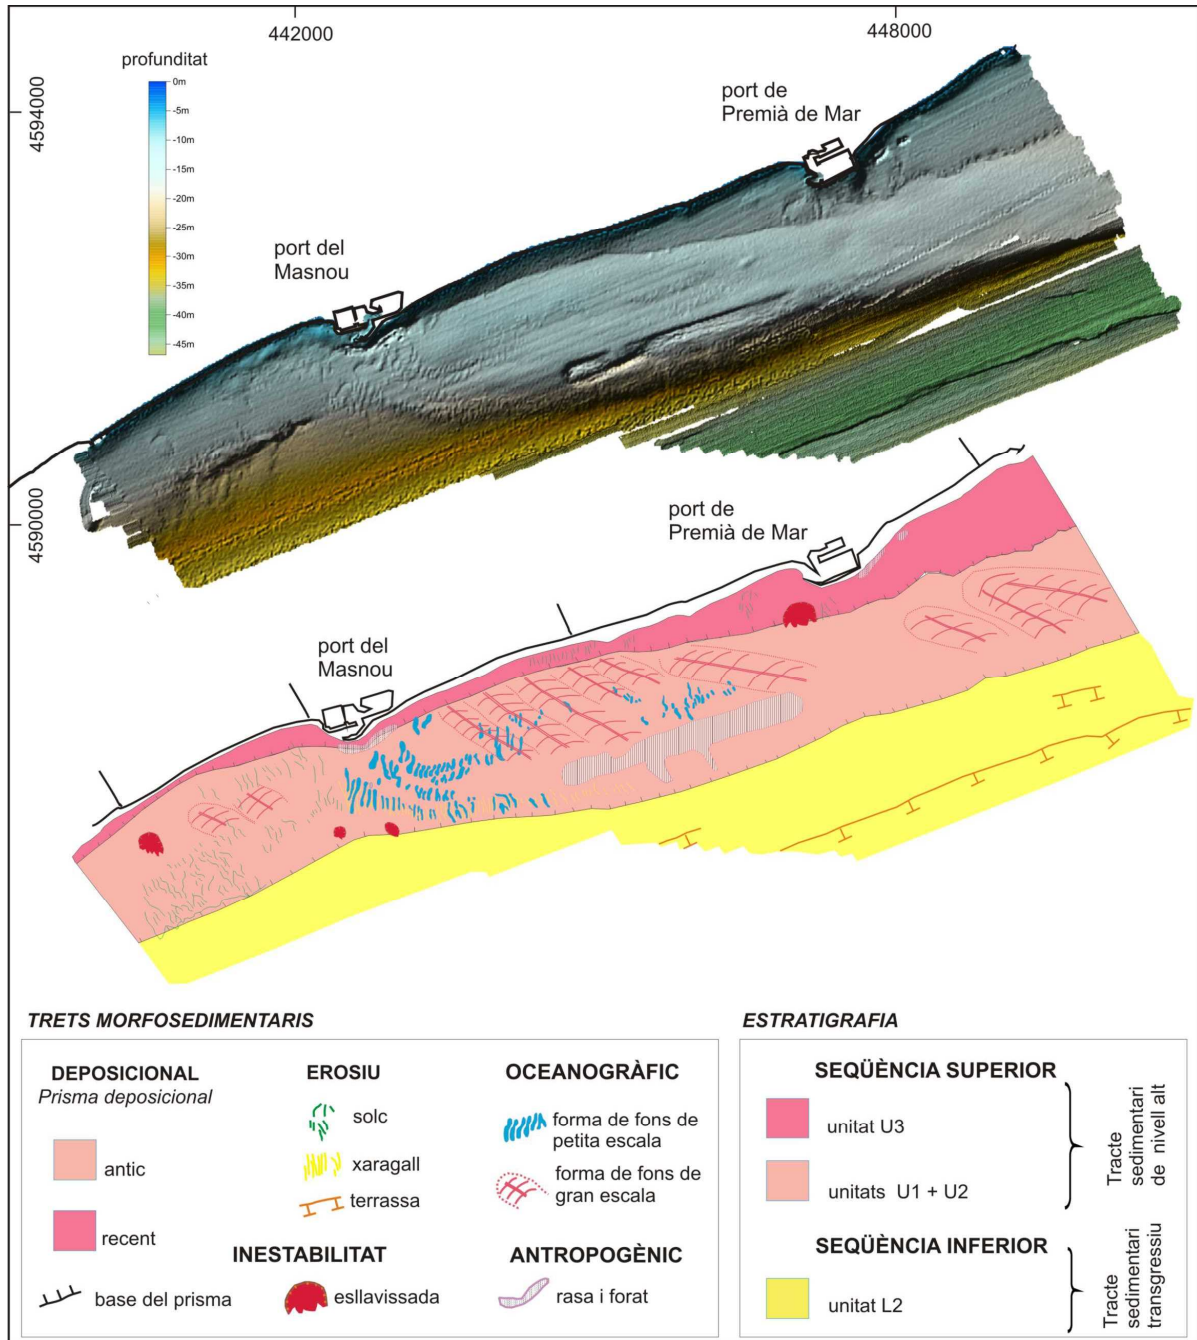 442000
448000
4594000
4590000
profunditat
0m
-5m
-10m
-15m
-20m
-25m
-30m
-35m
-40m
-45m
port de
Premià de Mar
port del
Masnou
port de
Premià de Mar
port del
Masnou
TRETS MORFOSEDIMENTARIS
DEPOSICIONAL
Prisma deposicional
antic
recent
base del prisma
EROSIU
solc
xaragall
terrassa
INESTABILITAT
esllavissada
OCEANOGRÀFIC
forma de fons de
petita escala
forma de fons de
gran escala
ANTROPOGÈNIC
rasa i forat
ESTRATIGRAFIA
SEQÜÈNCIA SUPERIOR
unitat U3
unitats U1 + U2
Tracte
sedimentari
de nivell alt
SEQÜÈNCIA INFERIOR
unitat L2
Tracte
sedimentari
transgressiu